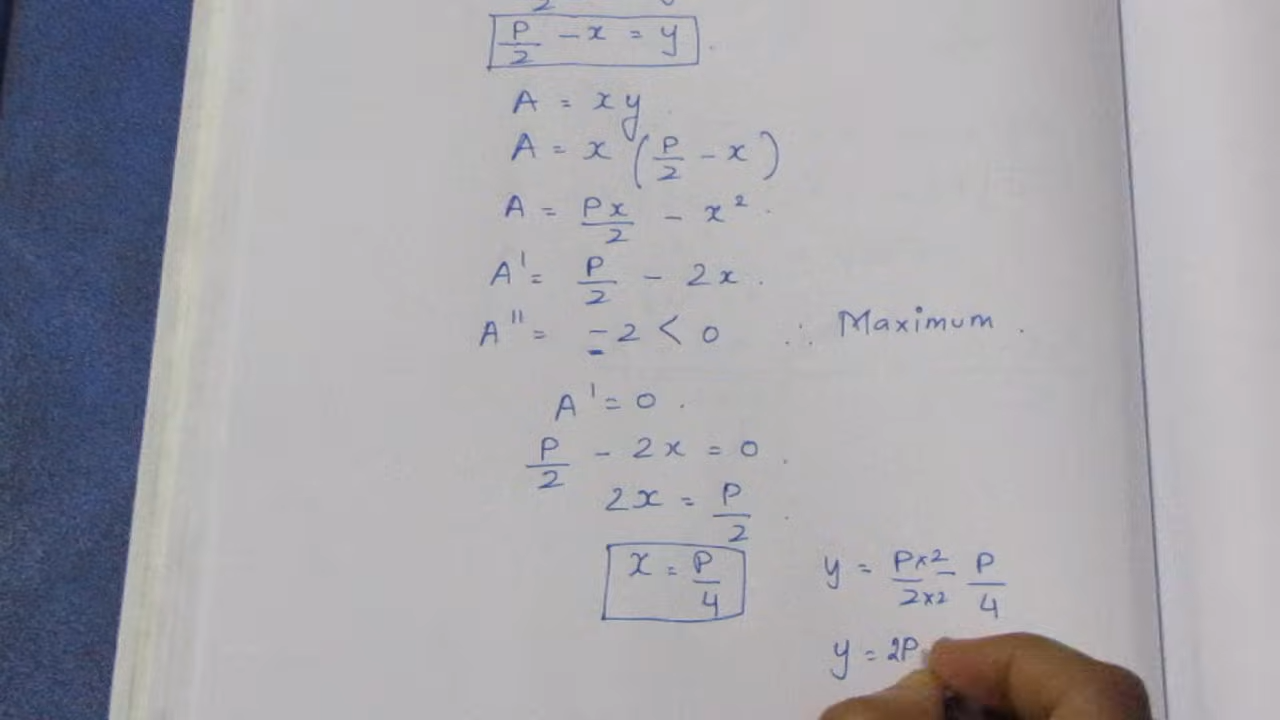 P/2 - x = y
A = xy
A = x (P/2 - x)
A = Px/2 - x²
A' = P/2 - 2x.
A'' = -2 < 0 ∴ Maximum.
A' = 0.
P/2 - 2x = 0
2x = P/2
x = P/4
y = P×2/2×2 - P/4
y = 2P